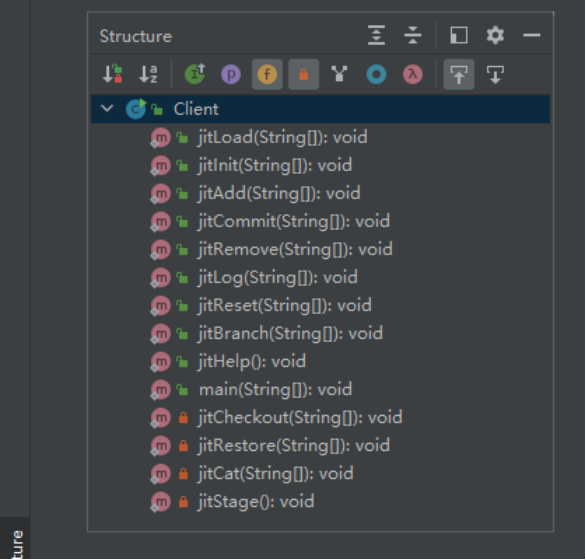 Structure
Client
jitLoad(String[]): void
jitInit(String[]): void
jitAdd(String[]): void
jitCommit(String[]): void
jitRemove(String[]): void
jitLog(String[]): void
jitReset(String[]): void
jitBranch(String[]): void
jitHelp(): void
main(String[]): void
jitCheckout(String[]): void
jitRestore(String[]): void
jitCat(String[]): void
jitStage(): void
ture